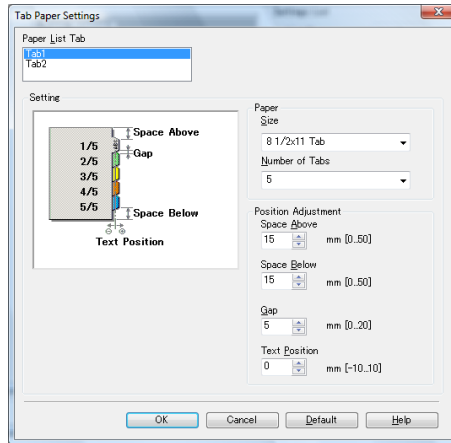 Tab Paper Settings
Paper List Tab
Tab1
Tab2
Setting
Space Above
Gap
1/5
2/5
3/5
4/5
5/5
Space Below
Text Position
Paper
Size
8 1/2x11 Tab
Number of Tabs
5
Position Adjustment
Space Above
15 mm [0..50]
Space Below
15 mm [0..50]
Gap
5 mm [0..20]
Text Position
0 mm [-10..10]
OK Cancel Default Help